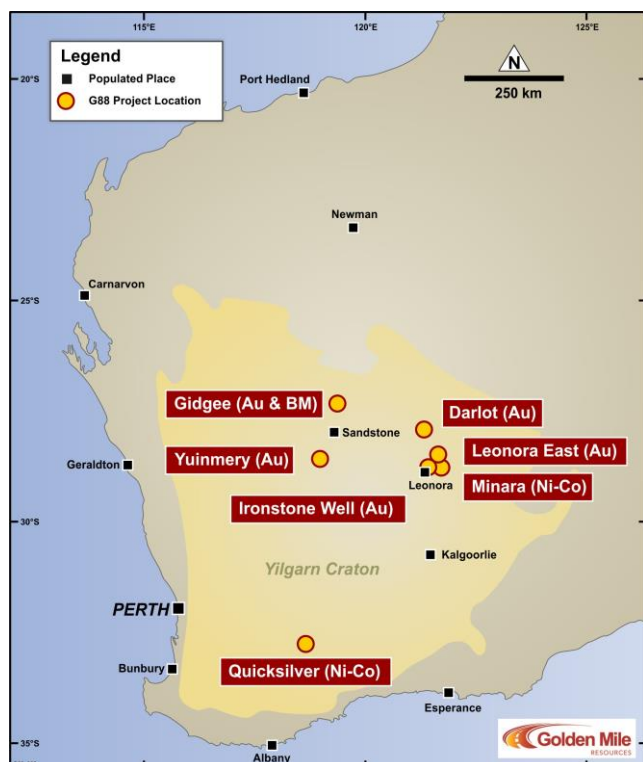 115°E
120°E
125°E
Legend
Populated Place
G88 Project Location
N
250 km
20°S
Port Hedland
Newman
25°S
Carnarvon
Gidgee (Au & BM)
Darlot (Au)
Sandstone
Leonora East (Au)
Yuinmery (Au)
Geraldton
Leonora
Minara (Ni-Co)
Ironstone Well (Au)
30°S
Kalgoorlie
Yilgarn Craton
PERTH
Bunbury
Quicksilver (Ni-Co)
Esperance
35°S
Albany
Golden Mile
RESOURCES